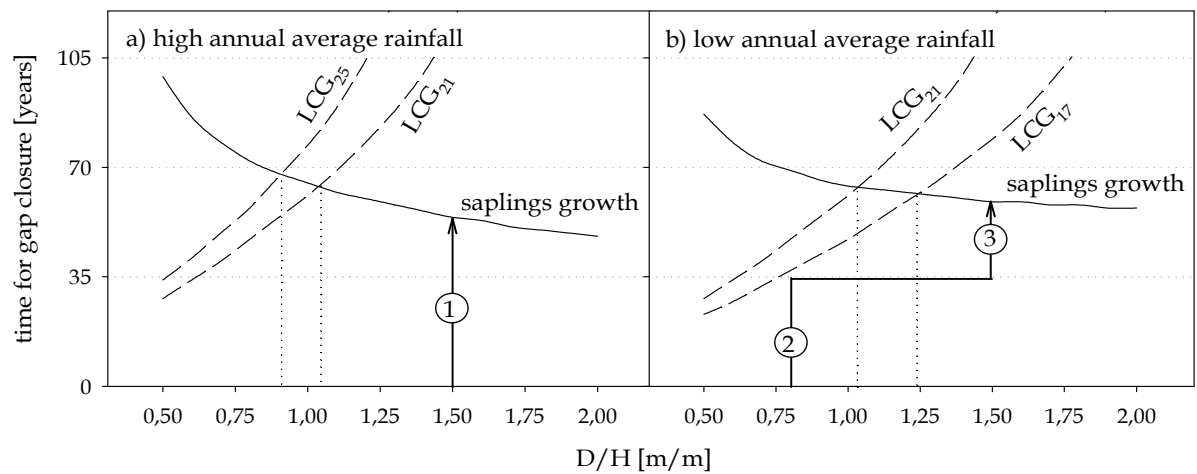 a) high annual average rainfall
b) low annual average rainfall
time for gap closure [years]
105
70
35
0
LCG25
LCG21
saplings growth
1
LCG21
LCG17
saplings growth
2
3
0,50 0,75 1,00 1,25 1,50 1,75 2,00
0,50 0,75 1,00 1,25 1,50 1,75 2,00
D/H [m/m]